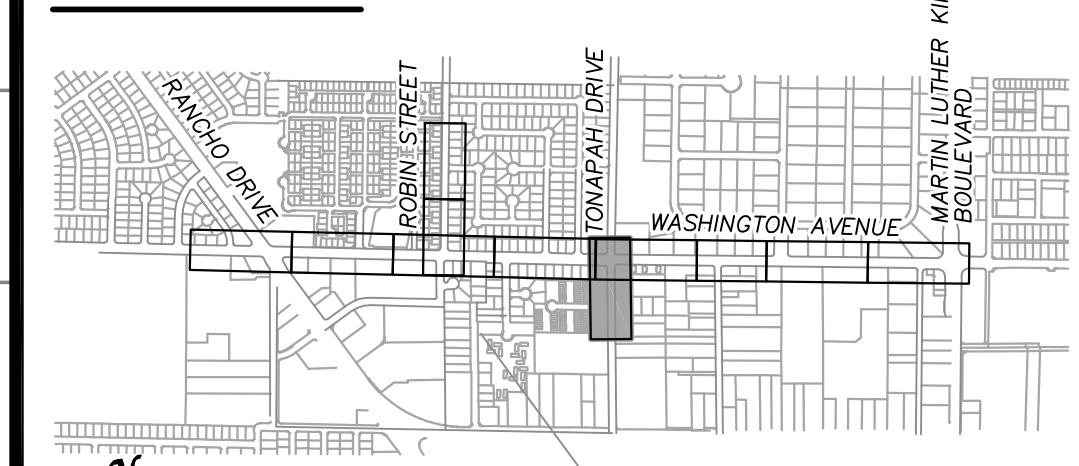 RANCHO DRIVE
ROBIN STREET
TONAPAH DRIVE
WASHINGTON AVENUE
MARTIN LUTHER
BOULEVARD